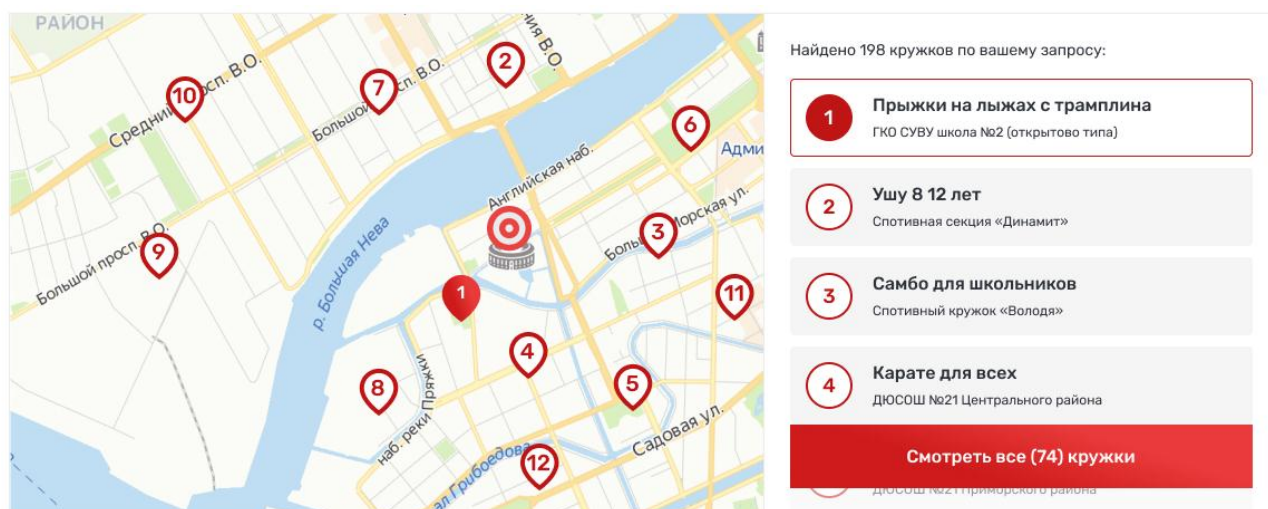 РАЙОН
Средний просп. В.О.
Большой просп. В.О.
Большой просп. В.О.
ия В.О.
Английская наб.
Адми
Большая Морская ул.
р. Большая Нева
наб. реки Пряжки
Садовая ул.
ал Грибоедова
10
7
2
6
9
3
1
11
4
8
5
12
Найдено 198 кружков по вашему запросу:
1
Прыжки на лыжах с трамплина
ГКО СУВУ школа №2 (открытово типа)
2
Ушу 8 12 лет
Спотивная секция «Динамит»
3
Самбо для школьников
Спотивный кружок «Володя»
4
Карате для всех
ДЮСОШ №21 Центрального района
Смотреть все (74) кружки
ДЮСОШ №21 Приморского района